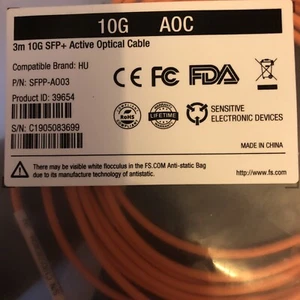 10G AOC
3m 10G SFP+ Active Optical Cable
Compatible Brand: HU
P/N: SFPP-AO03
Product ID: 39654
S/N: C1905083699
CE FC FDA
LIFETIME
SENSITIVE
ELECTRONIC DEVICES
MADE IN CHINA
There may be visible white flocculus in the FS.COM Anti-static Bag
due to its manufacture technology of antistatic.
https://www.fs.com